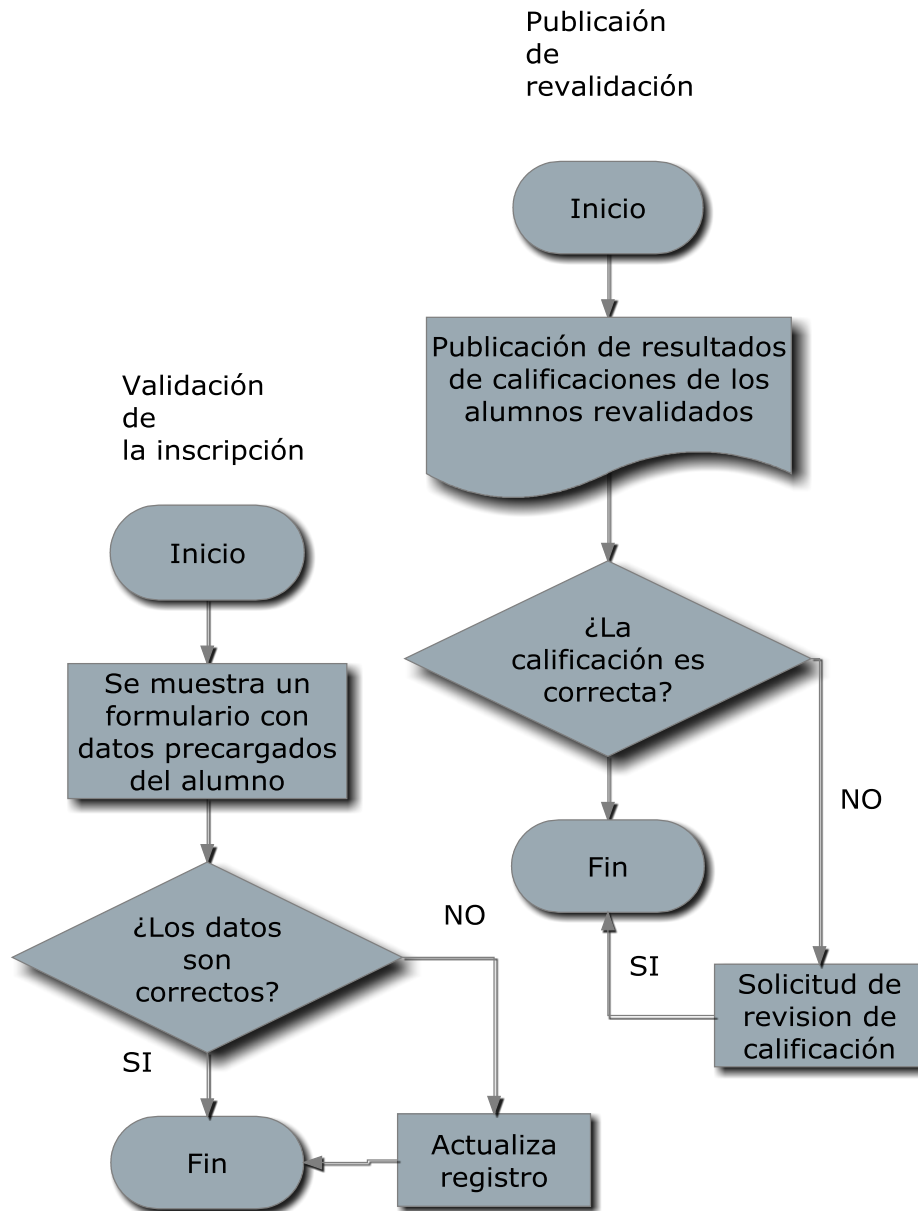 Publicaión
de
revalidación
Inicio
Publicación de resultados
de calificaciones de los
alumnos revalidados
¿La
calificación es
correcta?
NO
Fin
SI
Solicitud de
revision de
calificación
Validación
de
la inscripción
Inicio
Se muestra un
formulario con
datos precargados
del alumno
¿Los datos
son
correctos?
NO
SI
Fin
Actualiza
registro